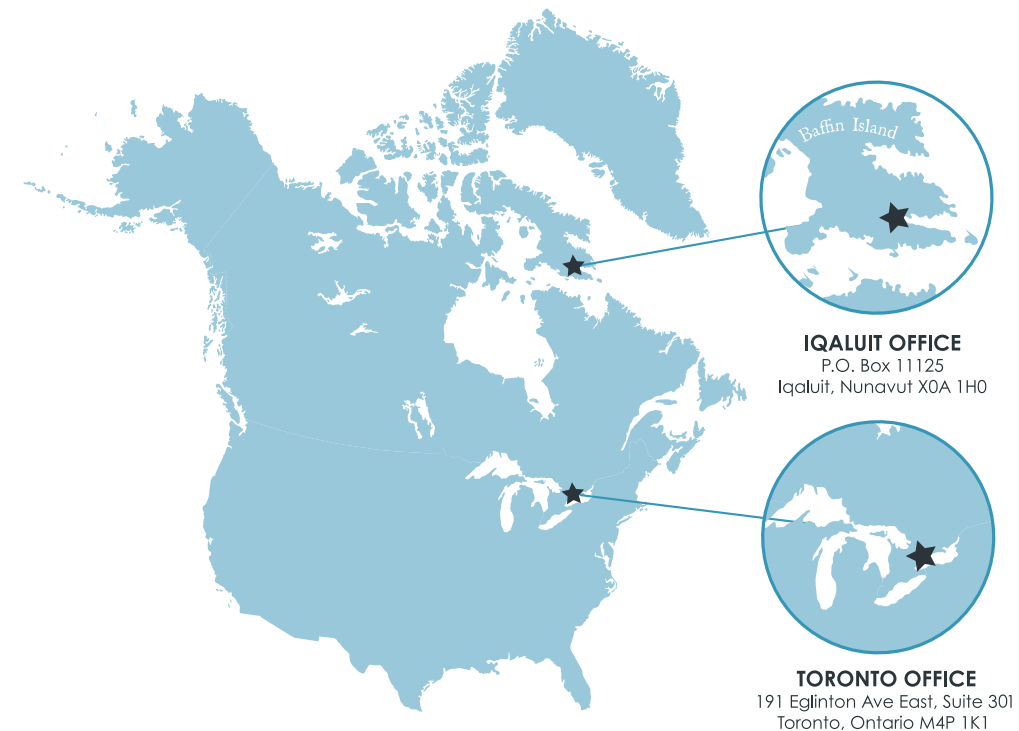 Baffin Island
IQALUIT OFFICE
P.O. Box 11125
Iqaluit, Nunavut X0A 1H0
TORONTO OFFICE
191 Eglinton Ave East, Suite 301
Toronto, Ontario M4P 1K1